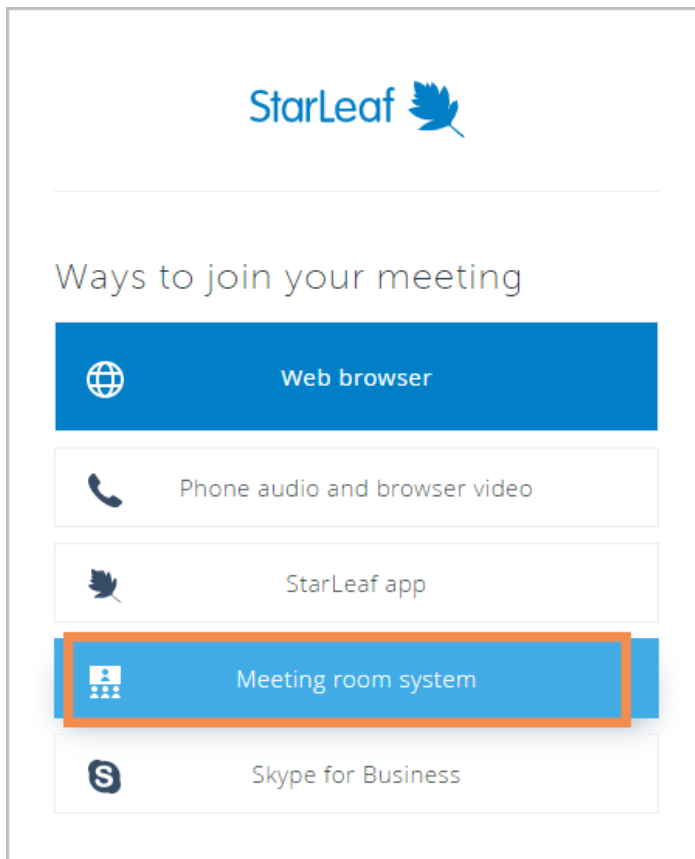 StarLeaf
Ways to join your meeting
Web browser
Phone audio and browser video
StarLeaf app
Meeting room system
Skype for Business